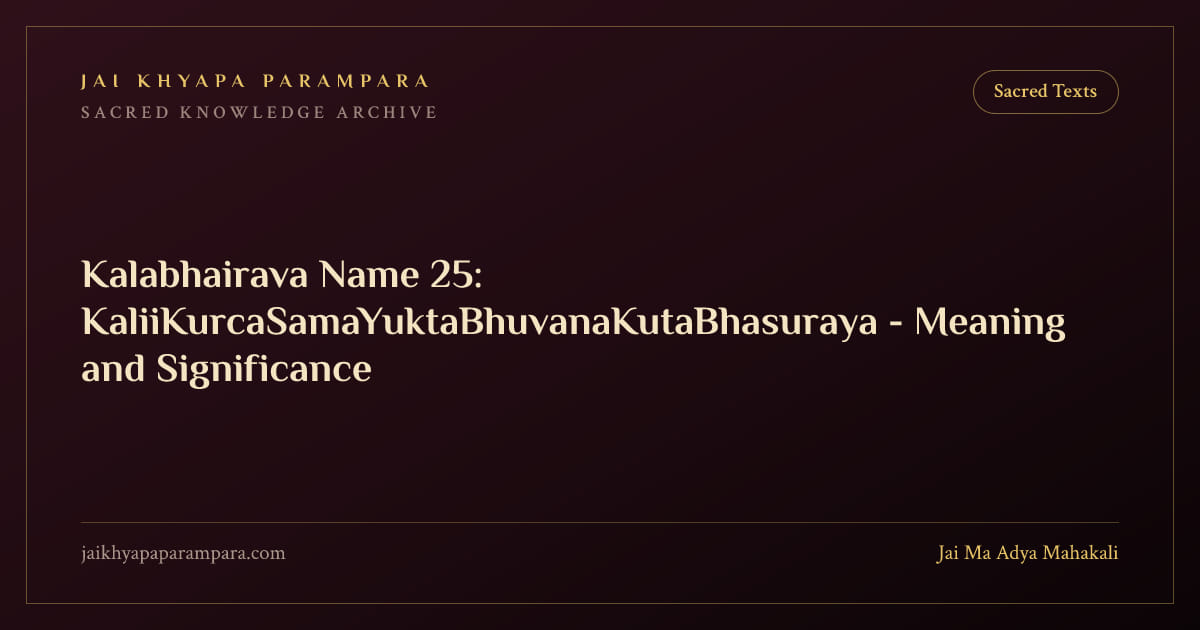 JAI KHYAPA PARAMPARA
SACRED KNOWLEDGE ARCHIVE
Sacred Texts
Kalabhairava Name 25:
KaliiKurcaSamaYuktaBhuvanaKutaBhasuraya - Meaning
and Significance
jaikhyapaparampara.com
Jai Ma Adya Mahakali